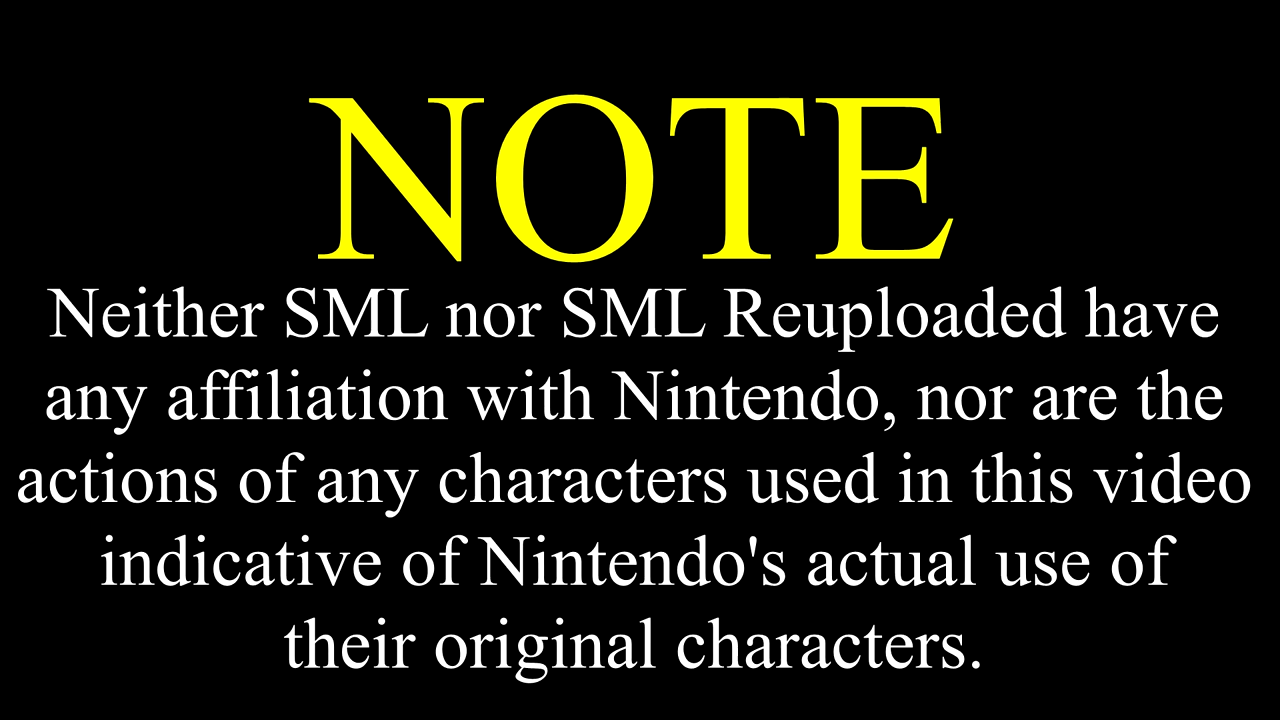 NOTE
Neither SML nor SML Reuploaded have
any affiliation with Nintendo, nor are the
actions of any characters used in this video
indicative of Nintendo's actual use of
their original characters.